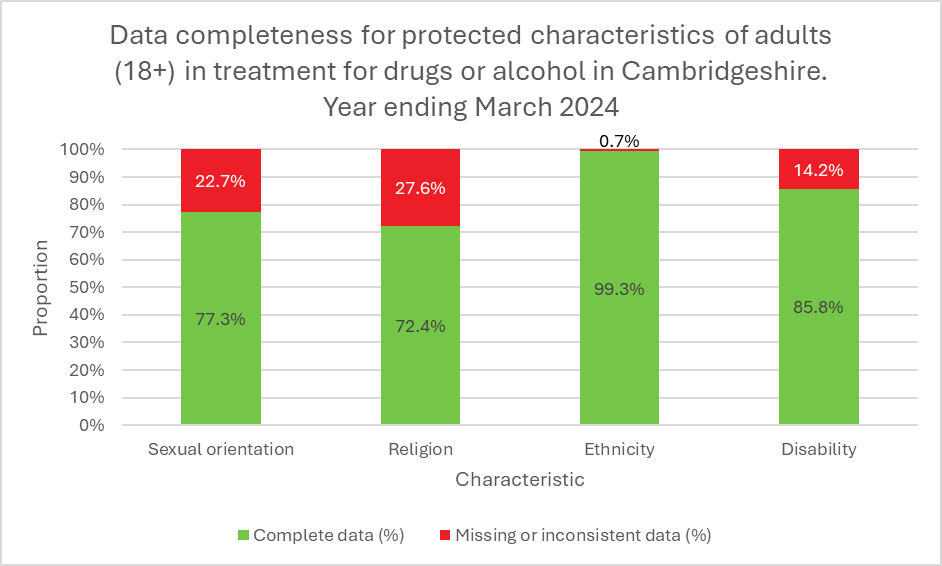 Data completeness for protected characteristics of adults
(18+) in treatment for drugs or alcohol in Cambridgeshire.
Year ending March 2024
0.7%
100%
90%
80%
70%
60%
50%
40%
30%
20%
10%
0%
Proportion
22.7%
27.6%
14.2%
77.3%
72.4%
99.3%
85.8%
Sexual orientation
Religion
Ethnicity
Disability
Characteristic
Complete data (%)
Missing or inconsistent data (%)